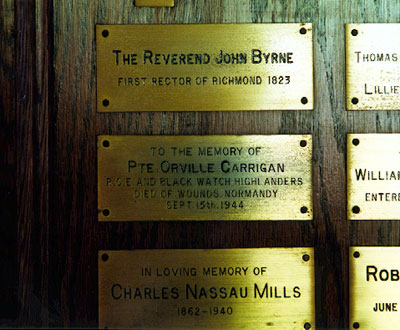 THE REVEREND JOHN BYRNE
FIRST RECTOR OF RICHMOND 1823
TO THE MEMORY OF
PTE. ORVILLE CARRIGAN
AND BLACK WATCH HIGHLANDERS
DIED OF WOUNDS, NORMANDY
SEPT. 15th. 1944
IN LOVING MEMORY OF
CHARLES NASSAU MILLS
1862-1940
THOMAS
LILLIE
WILLIAM
ENTERE
ROB
JUNE